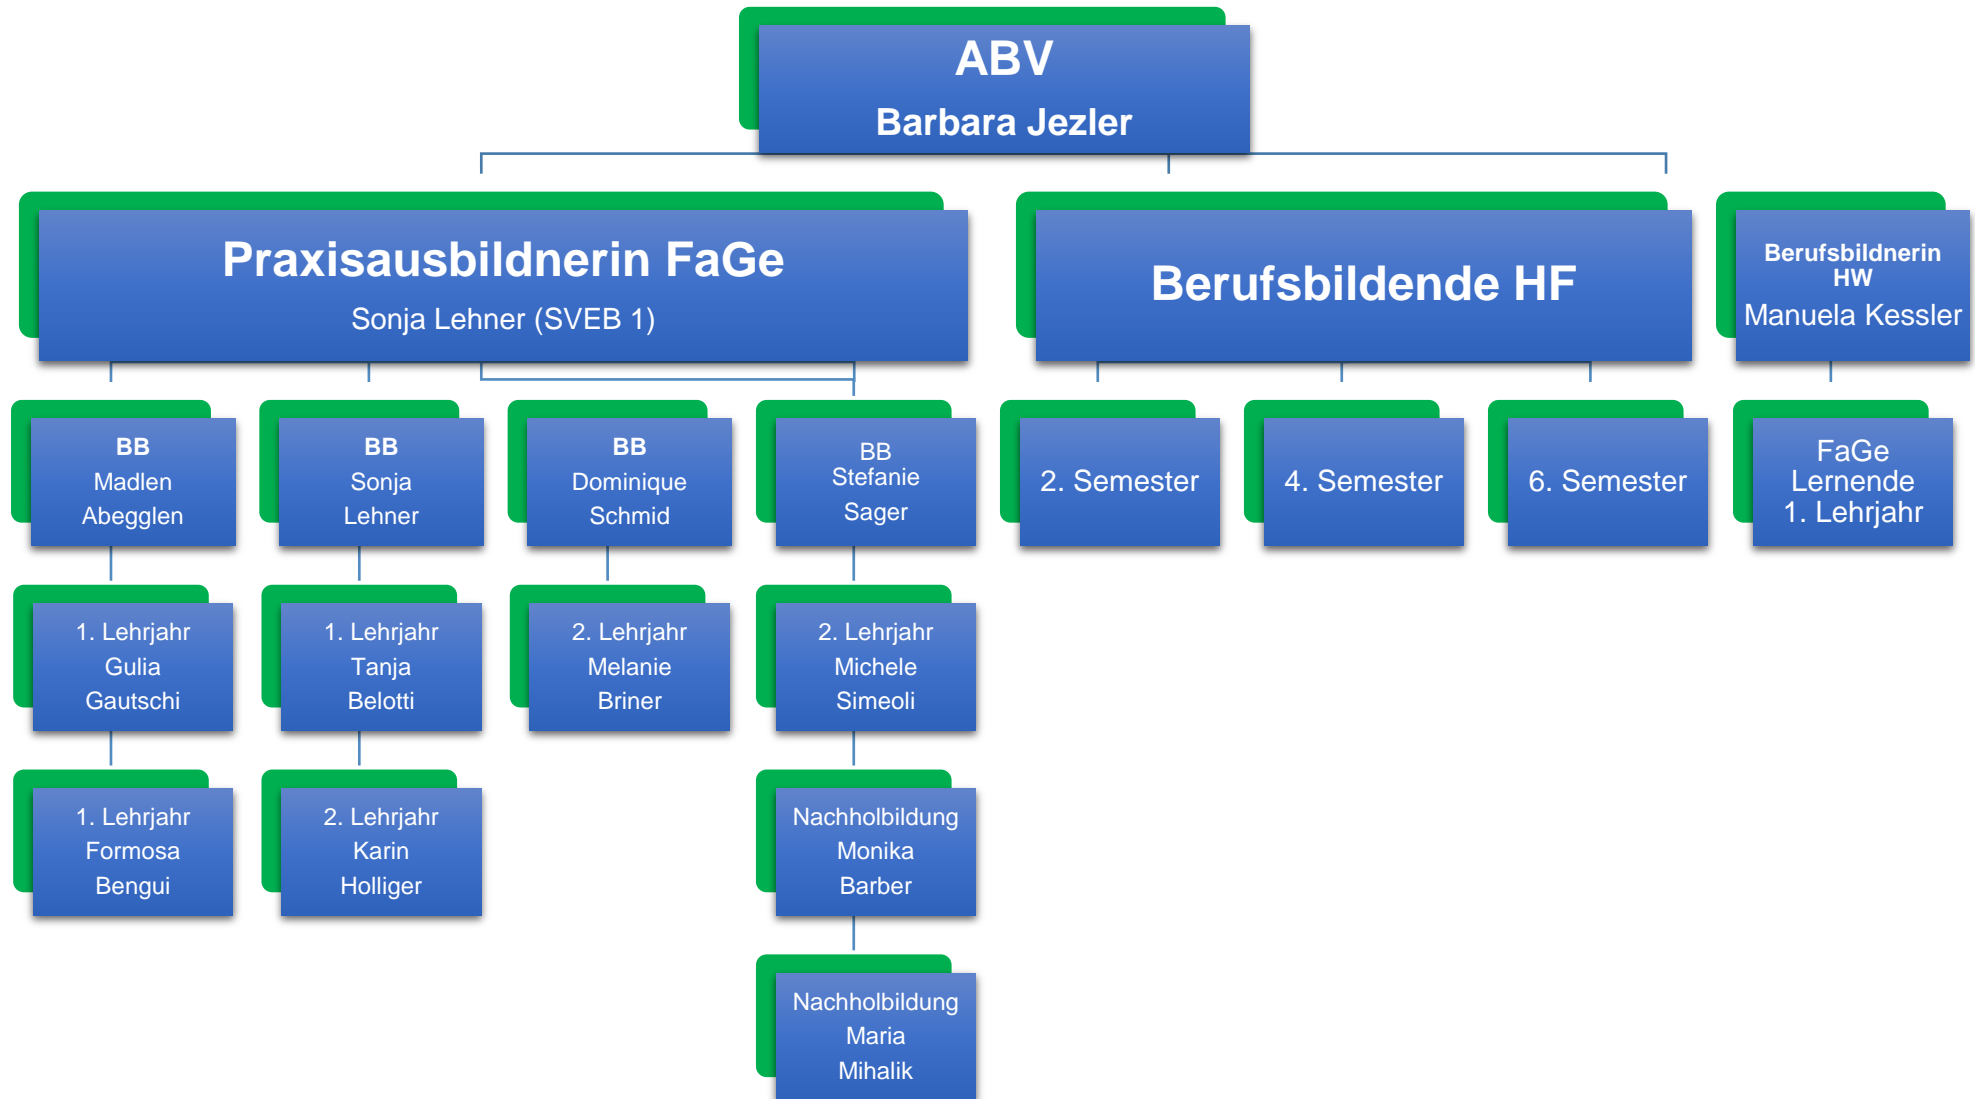 ABV
Barbara Jezler
Praxisausbildnerin FaGe
Sonja Lehner (SVEB 1)
Berufsbildende HF
Berufsbildnerin
HW
Manuela Kessler
BB
Madlen
Abegglen
BB
Sonja
Lehner
BB
Dominique
Schmid
BB
Stefanie
Sager
2. Semester
4. Semester
6. Semester
FaGe
Lernende
1. Lehrjahr
1. Lehrjahr
Gulia
Gautschi
1. Lehrjahr
Tanja
Belotti
2. Lehrjahr
Melanie
Briner
2. Lehrjahr
Michele
Simeoli
1. Lehrjahr
Formosa
Bengui
2. Lehrjahr
Karin
Holliger
Nachholbildung
Monika
Barber
Nachholbildung
Maria
Mihalik